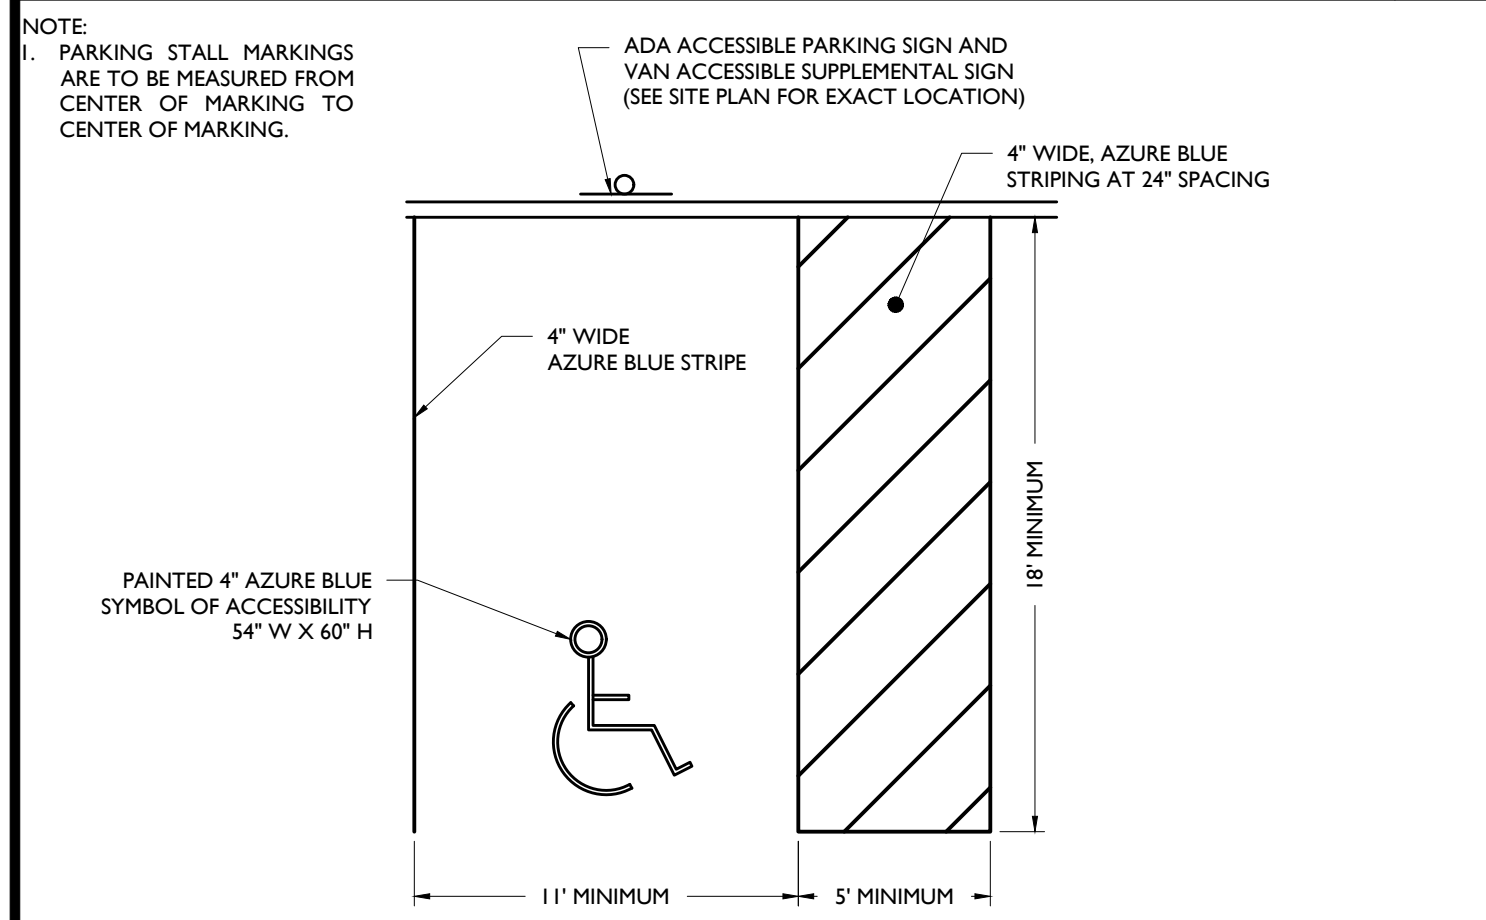 NOTE:
1. PARKING STALL MARKINGS
ARE TO BE MEASURED FROM
CENTER OF MARKING TO
CENTER OF MARKING.
ADA ACCESSIBLE PARKING SIGN AND
VAN ACCESSIBLE SUPPLEMENTAL SIGN
(SEE SITE PLAN FOR EXACT LOCATION)
4" WIDE, AZURE BLUE
STRIPING AT 24" SPACING
4" WIDE
AZURE BLUE STRIPE
18' MINIMUM
PAINTED 4" AZURE BLUE
SYMBOL OF ACCESSIBILITY
54" W X 60" H
11' MINIMUM
5' MINIMUM